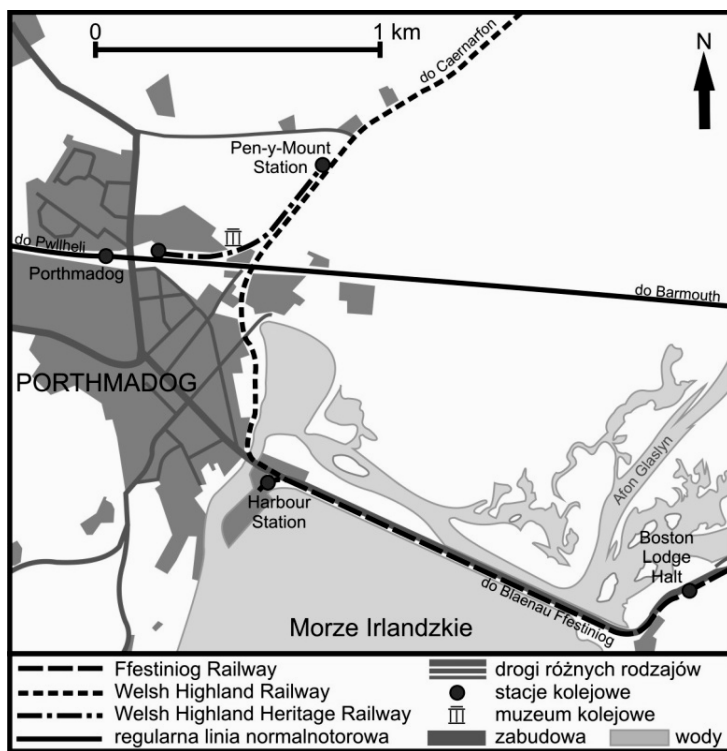 0
1 km
N
do Caernarfon
Pen-y-Mount
Station
do Pwllheli
Porthmadog
do Barmouth
PORTHMADOG
Afon Glaslyn
Harbour
Station
Boston
Lodge
Halt
do Blaenau Ffestiniog
Morze Irlandzkie
Ffestiniog Railway
Welsh Highland Railway
Welsh Highland Heritage Railway
regularna linia normalnotorowa
drogi różnych rodzajów
stacje kolejowe
muzeum kolejowe
zabudowa
wody